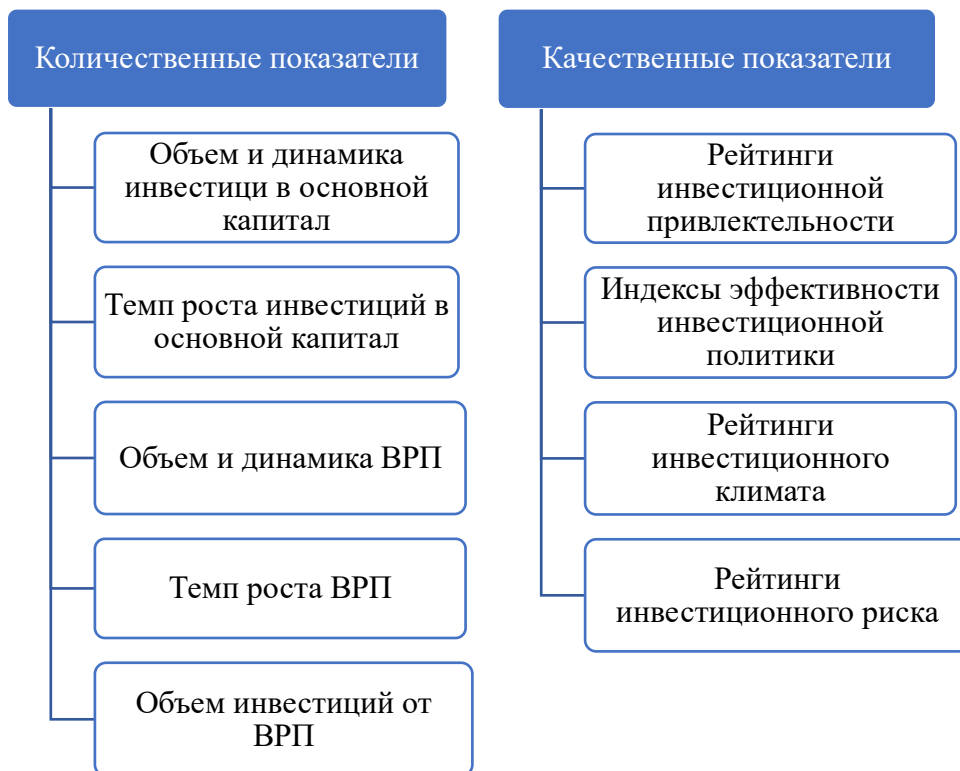 Количественные показатели
Объем и динамика
инвестици в основной
капитал
Темп роста инвестиций в
основной капитал
Объем и динамика ВРП
Темп роста ВРП
Объем инвестиций от
ВРП
Качественные показатели
Рейтинги
инвестиционной
привлектельности
Индексы эффективности
инвестиционной
политики
Рейтинги
инвестиционного
климата
Рейтинги
инвестиционного риска